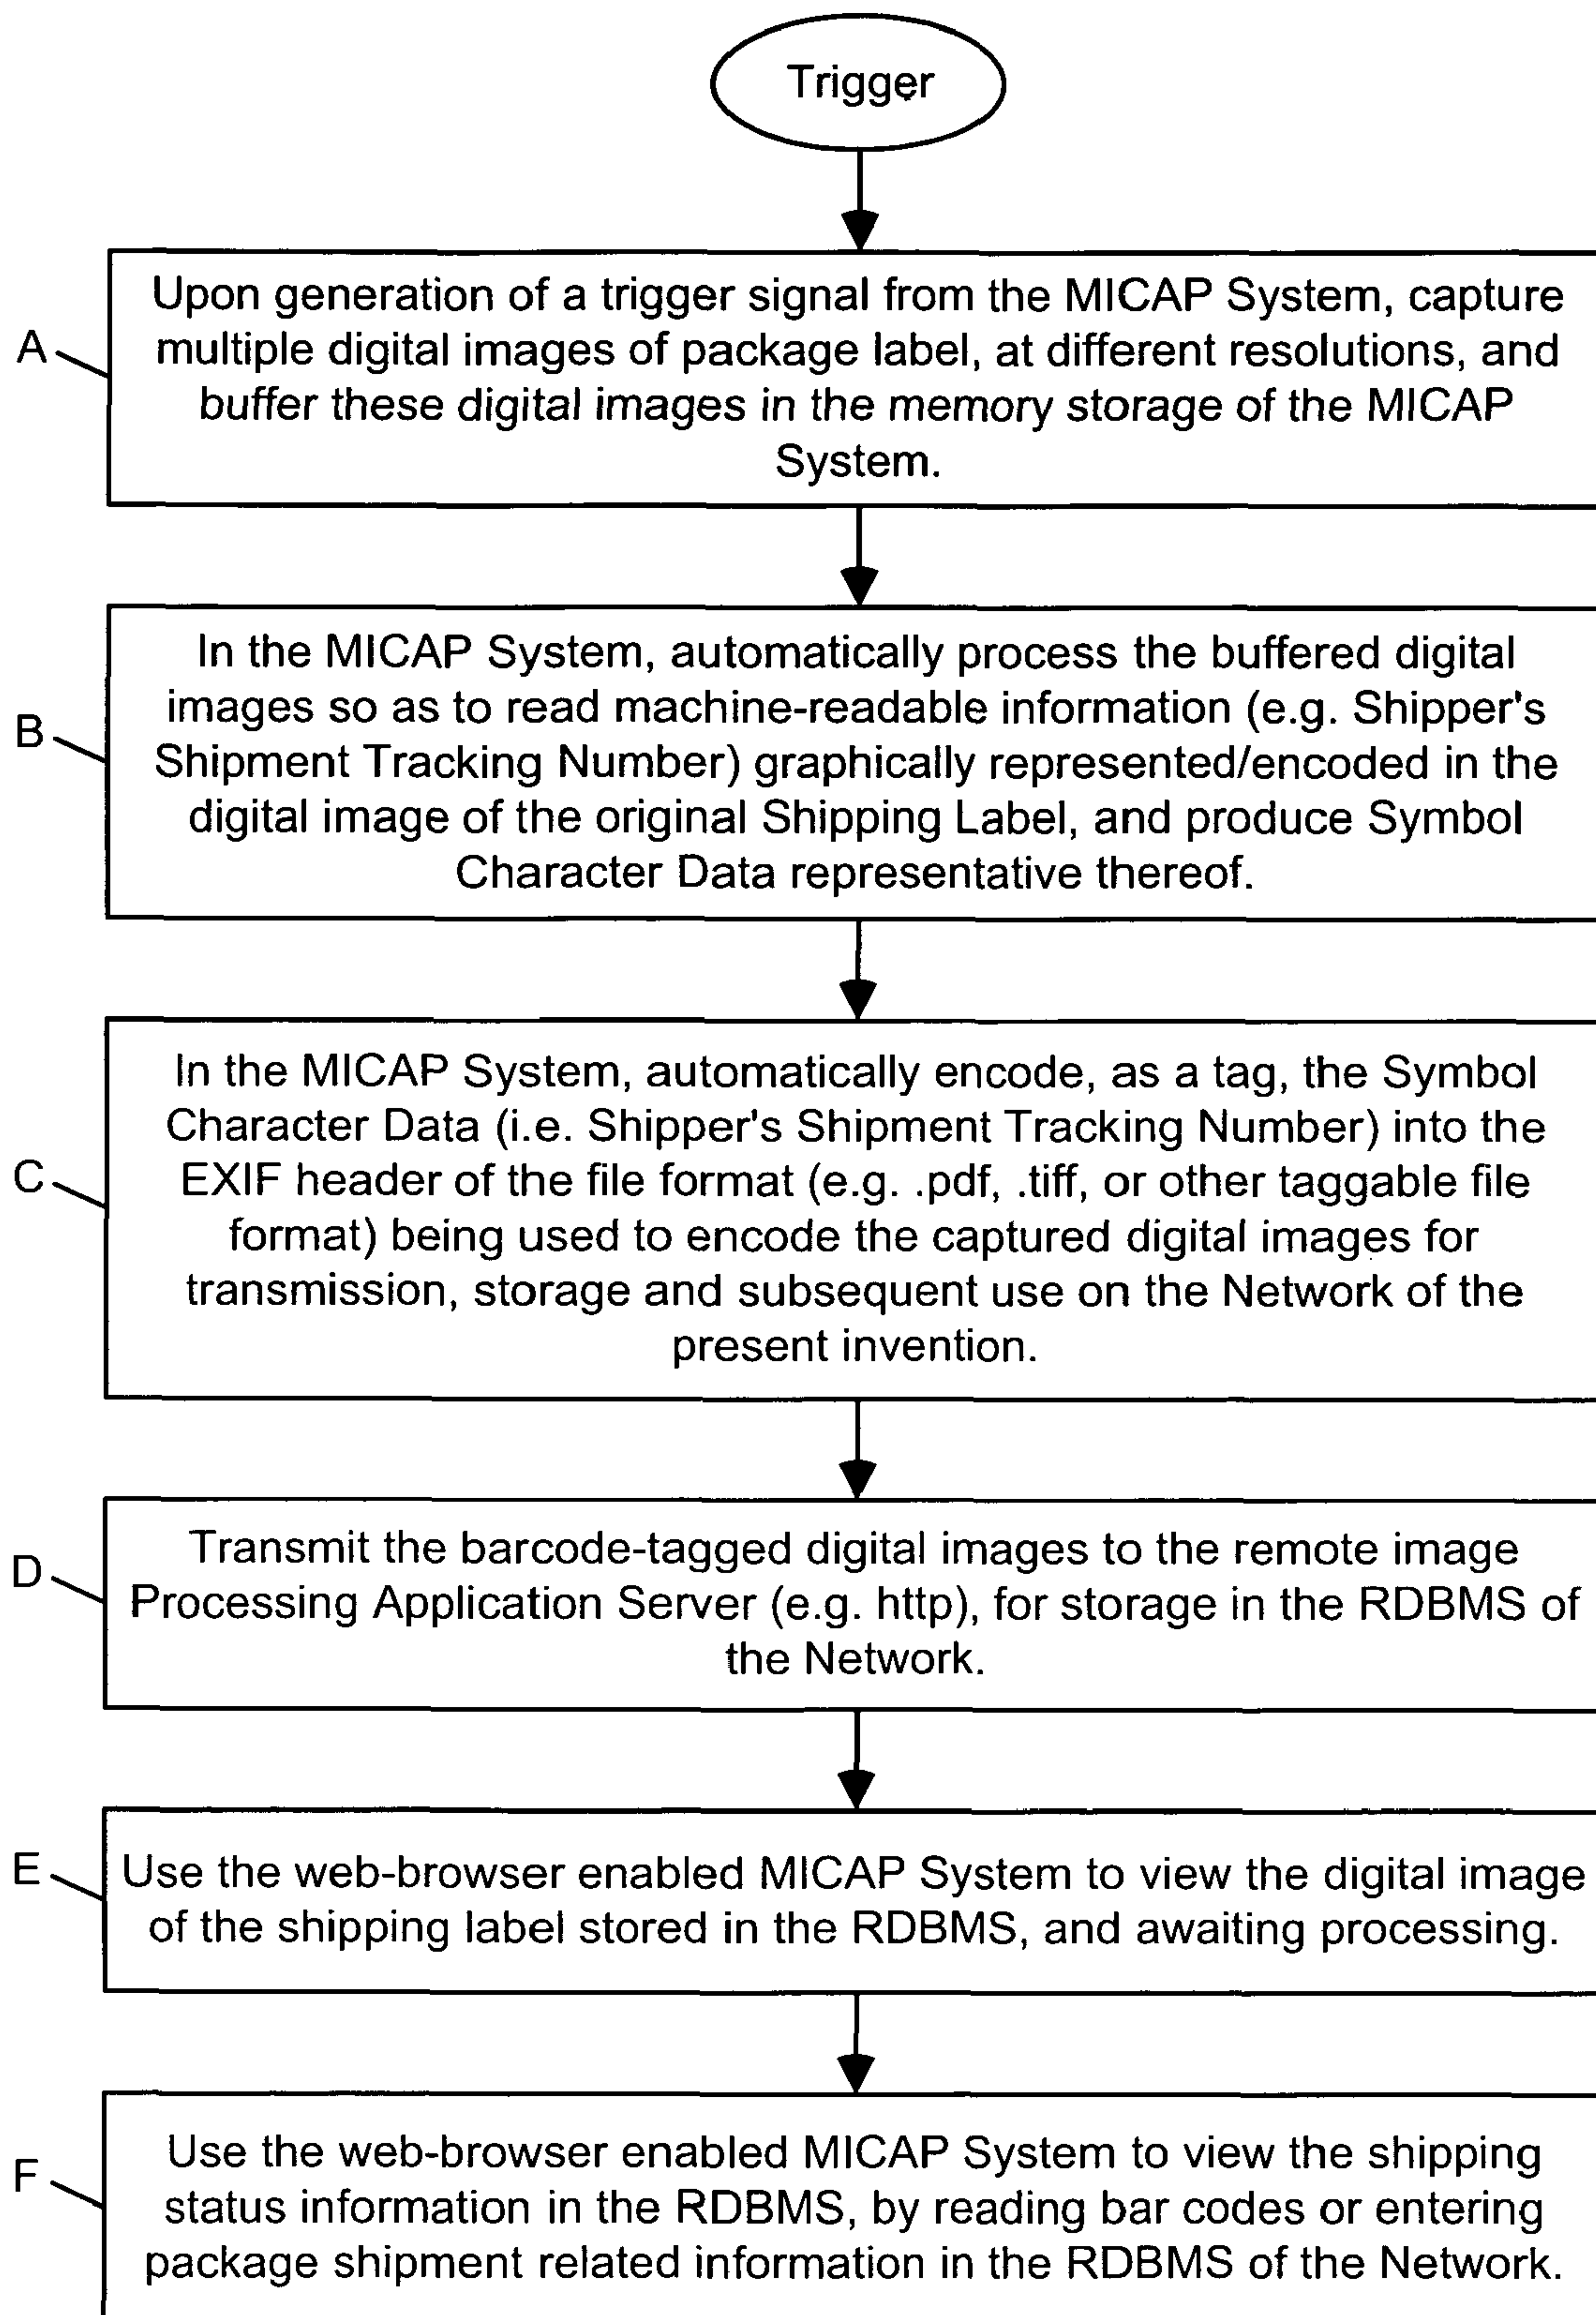 Trigger
A
Upon generation of a trigger signal from the MICAP System, capture
multiple digital images of package label, at different resolutions, and
buffer these digital images in the memory storage of the MICAP
System.
B
In the MICAP System, automatically process the buffered digital
images so as to read machine-readable information (e.g. Shipper's
Shipment Tracking Number) graphically represented/encoded in the
digital image of the original Shipping Label, and produce Symbol
Character Data representative thereof.
C
In the MICAP System, automatically encode, as a tag, the Symbol
Character Data (i.e. Shipper's Shipment Tracking Number) into the
EXIF header of the file format (e.g. .pdf, .tiff, or other taggable file
format) being used to encode the captured digital images for
transmission, storage and subsequent use on the Network of the
present invention.
D
Transmit the barcode-tagged digital images to the remote image
Processing Application Server (e.g. http), for storage in the RDBMS of
the Network.
E
Use the web-browser enabled MICAP System to view the digital image
of the shipping label stored in the RDBMS, and awaiting processing.
F
Use the web-browser enabled MICAP System to view the shipping
status information in the RDBMS, by reading bar codes or entering
package shipment related information in the RDBMS of the Network.